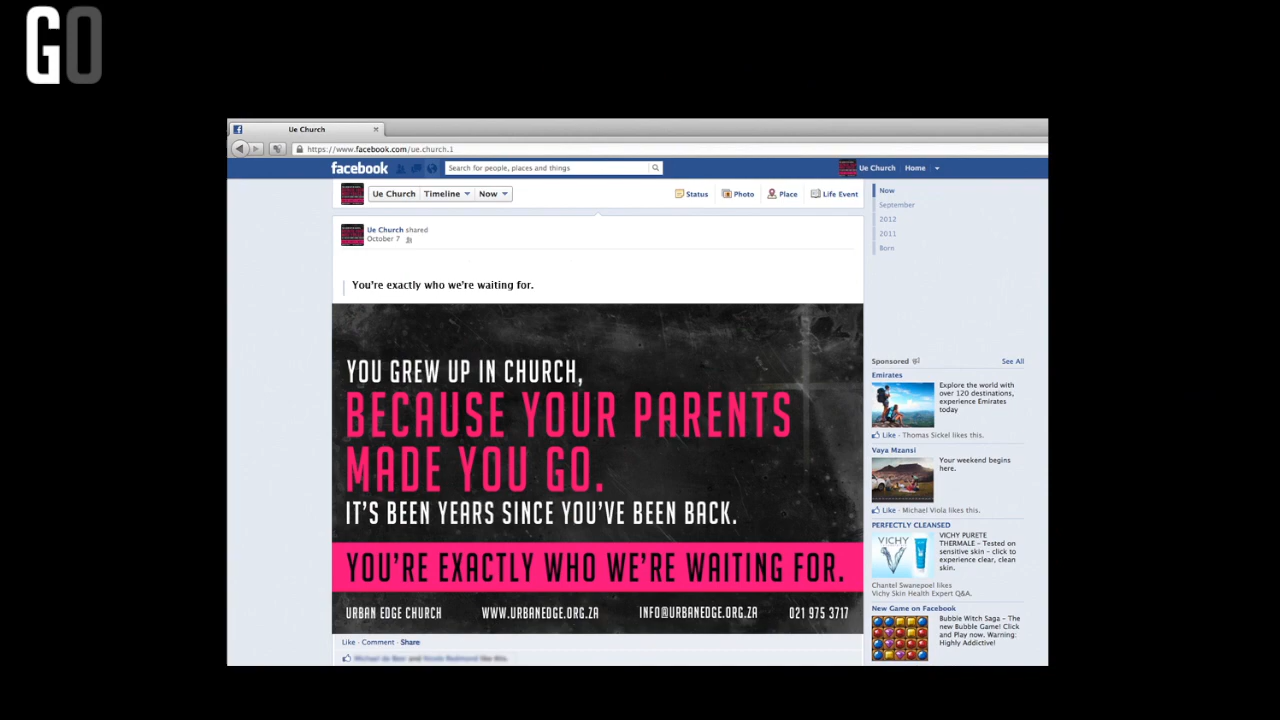 GO
Ue Church
https://www.facebook.com/ue.church.1
facebook
Search for people, places and things
Ue Church Home
Ue Church Timeline Now
Status Photo Place Life Event
Now
September
2012
2011
Born
Ue Church shared
October 7
You're exactly who we're waiting for.
YOU GREW UP IN CHURCH,
BECAUSE YOUR PARENTS
MADE YOU GO.
IT'S BEEN YEARS SINCE YOU'VE BEEN BACK.
YOU'RE EXACTLY WHO WE'RE WAITING FOR.
URBAN EDGE CHURCH WWW.URBANEDGE.ORG.ZA INFO@URBANEDGE.ORG.ZA 021 975 3717
Like · Comment · Share
like this.
Sponsored See All
Emirates
Explore the world with
over 120 destinations,
experience Emirates
today
Like · Thomas Sickel likes this.
Vaya Mzansi
Your weekend begins
here.
Like · Michael Viola likes this.
PERFECTLY CLEANSED
VICHY
VICHY PURETE
THERMALE - Tested on
sensitive skin - click to
experience clear, clean
skin.
Chantel Swanepoel likes
Vichy Skin Health Expert Q&A.
New Game on Facebook
Bubble Witch Saga - The
new Bubble Game! Click
and Play now. Warning:
Highly Addictive!